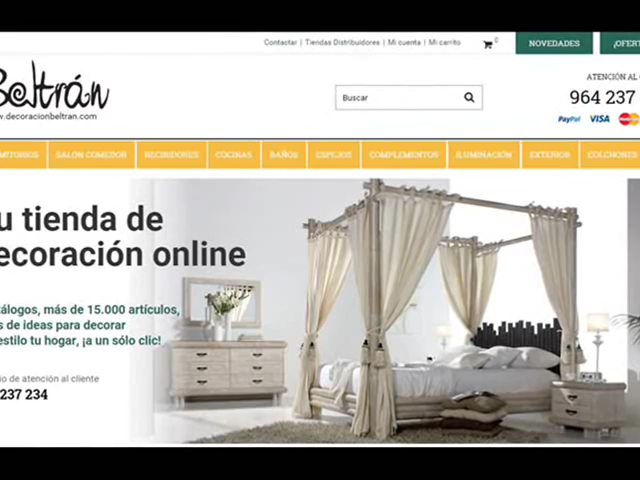 Contactar | Tiendas Distribuidores | Mi cuenta | Mi carrito 0 NOVEDADES ¡OFERT
Beltrán
w.decoracionbeltran.com
Buscar
ATENCIÓN AL
964 237
PayPal VISA
MITORIOS SALÓN COMEDOR RECIBIDORES COCINAS BAÑOS ESPEJOS COMPLEMENTOS ILUMINACIÓN EXTERIOR COLCHONES
u tienda de
ecoración online
tálogos, más de 15.000 artículos,
s de ideas para decorar
estilo tu hogar, ¡a un sólo clic!
io de atención al cliente
237 234